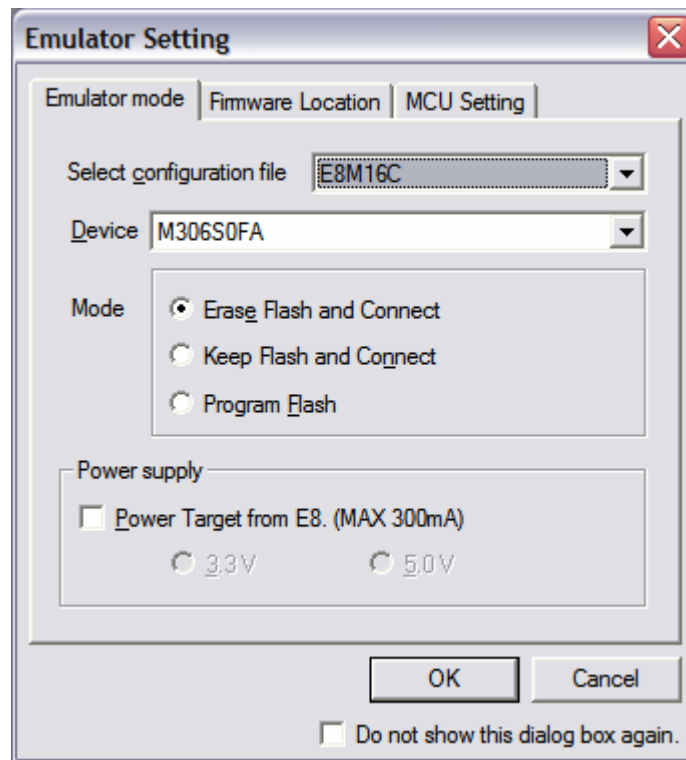 Emulator Setting
Emulator mode Firmware Location MCU Setting
Select configuration file E8M16C
Device M306S0FA
Mode
Erase Flash and Connect
Keep Flash and Connect
Program Flash
Power supply
Power Target from E8. (MAX 300mA)
3.3V 5.0V
OK Cancel
Do not show this dialog box again.